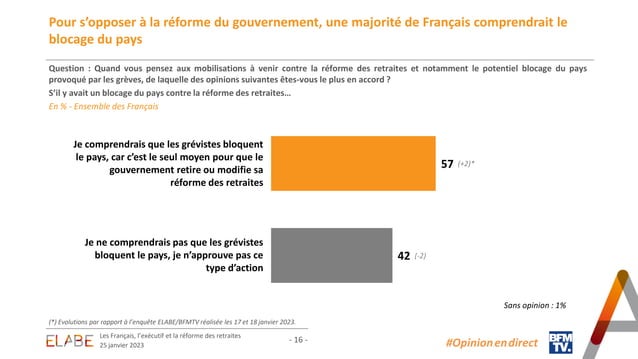 Pour s’opposer à la réforme du gouvernement, une majorité de Français comprendrait le
blocage du pays
Question : Quand vous pensez aux mobilisations à venir contre la réforme des retraites et notamment le potentiel blocage du pays
provoqué par les grèves, de laquelle des opinions suivantes êtes-vous le plus en accord ?
S’il y avait un blocage du pays contre la réforme des retraites…
En % - Ensemble des Français
Je comprendrais que les grévistes bloquent
le pays, car c’est le seul moyen pour que le
gouvernement retire ou modifie sa
réforme des retraites
57 (+2)*
Je ne comprendrais pas que les grévistes
bloquent le pays, je n’approuve pas ce
type d’action
42 (-2)
Sans opinion : 1%
(*) Evolutions par rapport à l’enquête ELABE/BFMTV réalisée les 17 et 18 janvier 2023.
ELABE
Les Français, l’exécutif et la réforme des retraites
25 janvier 2023
- 16 -
#Opinionendirect
BFM
TV.